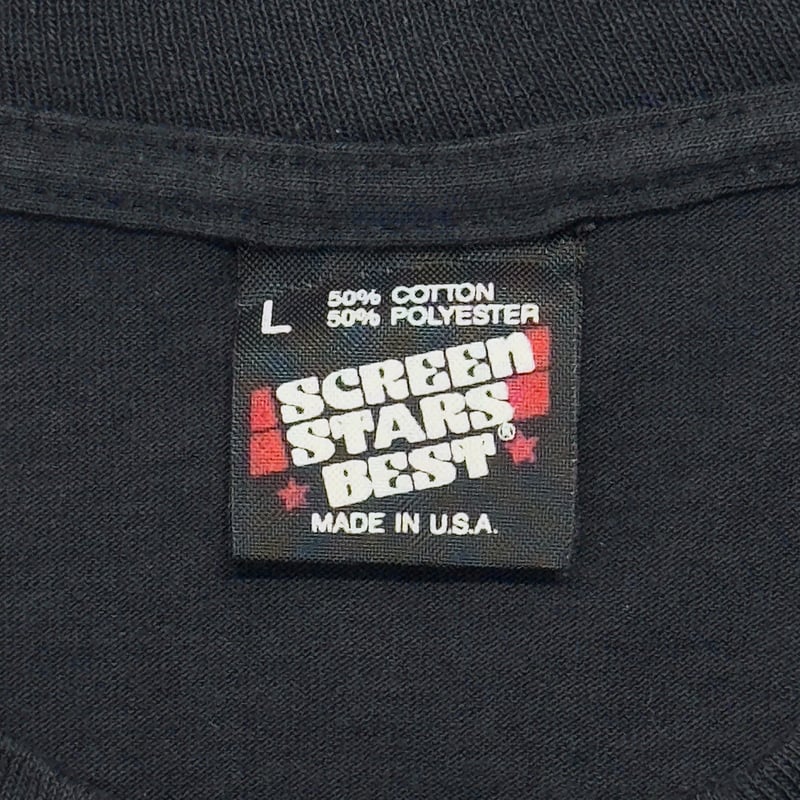 L
50% COTTON
50% POLYESTER
SCREEN
STARS
BEST®
MADE IN U.S.A.